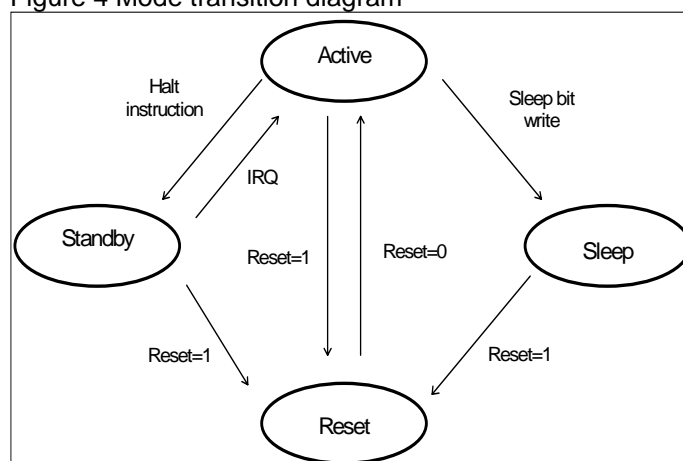 Figure 4 Mode transition diagram
Active
Halt
instruction
Sleep bit
write
IRQ
Standby
Reset=1
Reset=0
Sleep
Reset=1
Reset=1
Reset